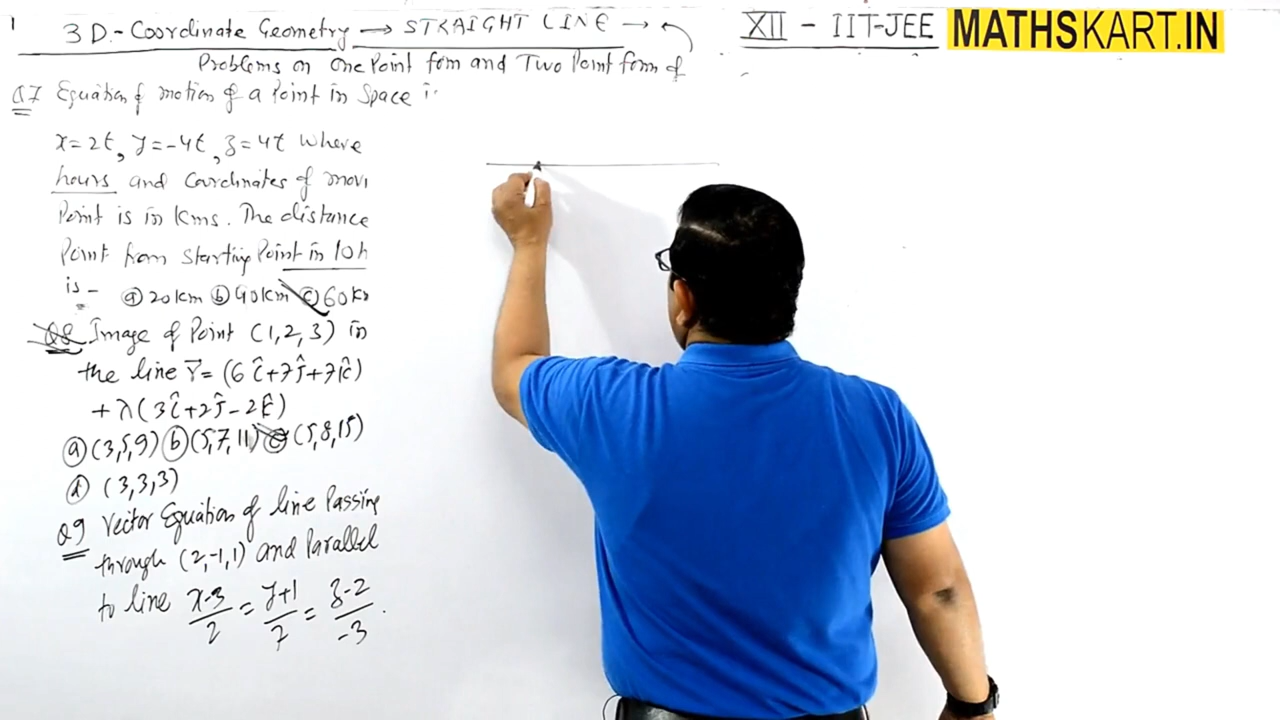 1
3D.-Coordinate Geometry → STRAIGHT LINE →
XII - IIT-JEE MATHSKART.IN
Problems on One Point form and Two Point form of
Q7 Equation of motion of a Point in Space i
x=2t, y=-4t, z=4t where
hours and Coordinates of movi
Point is in Kms. The distance
Point from starting Point in 10h
is - (a) 20km (b) 40km (c) 60k
Q8 Image of Point (1,2,3) in
the line r⃗ = (6î+7ĵ+7k̂)
+ λ(3î+2ĵ-2k̂)
(a) (3,5,9) (b) (5,7,11) (c) (5,8,15)
(d) (3,3,3)
Q9 Vector Equation of line Passing
through (2,-1,1) and Parallel
to line x-3/2 = y+1/7 = z-2/-3.